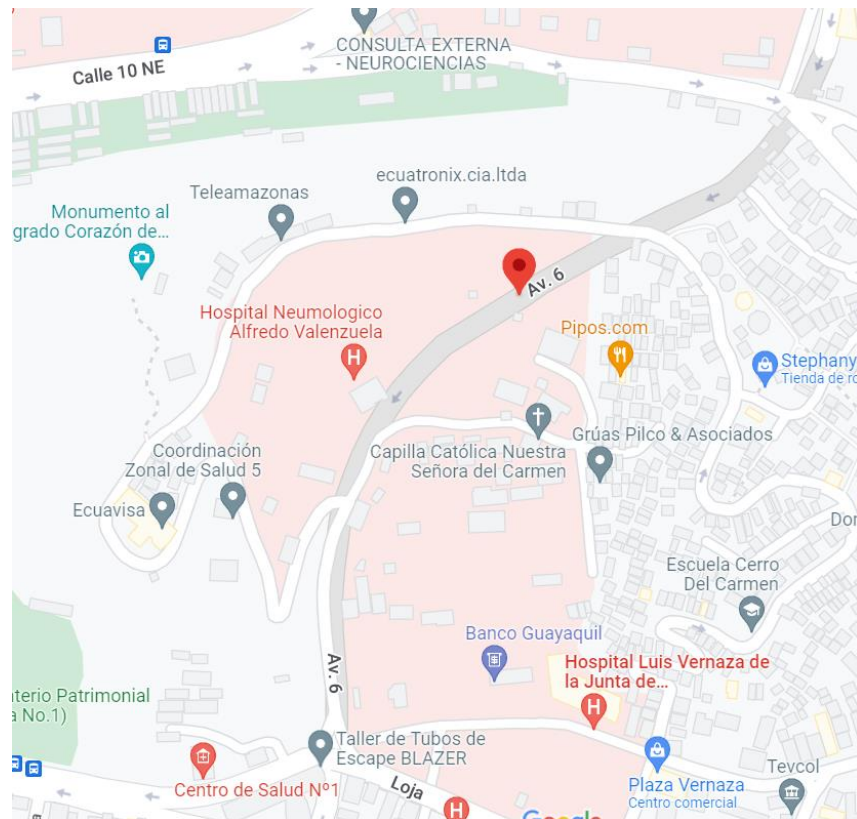 CONSULTA EXTERNA
- NEUROCIENCIAS
Calle 10 NE
ecuatronix.cia.ltda
Teleamazonas
Monumento al
grado Corazón de...
Av. 6
Hospital Neumologico
Alfredo Valenzuela
H
Pipos.com
Stephany
Tienda de ro
Coordinación
Zonal de Salud 5
Capilla Católica Nuestra
Señora del Carmen
Grúas Pilco & Asociados
Ecuavisa
Dor
Escuela Cerro
Del Carmen
Banco Guayaquil
Av. 6
Hospital Luis Vernaza de
la Junta de...
H
terio Patrimonial
a No.1)
Taller de Tubos de
Escape BLAZER
Centro de Salud Nº1
Loja
H
Plaza Vernaza
Centro comercial
Tevcol
Google